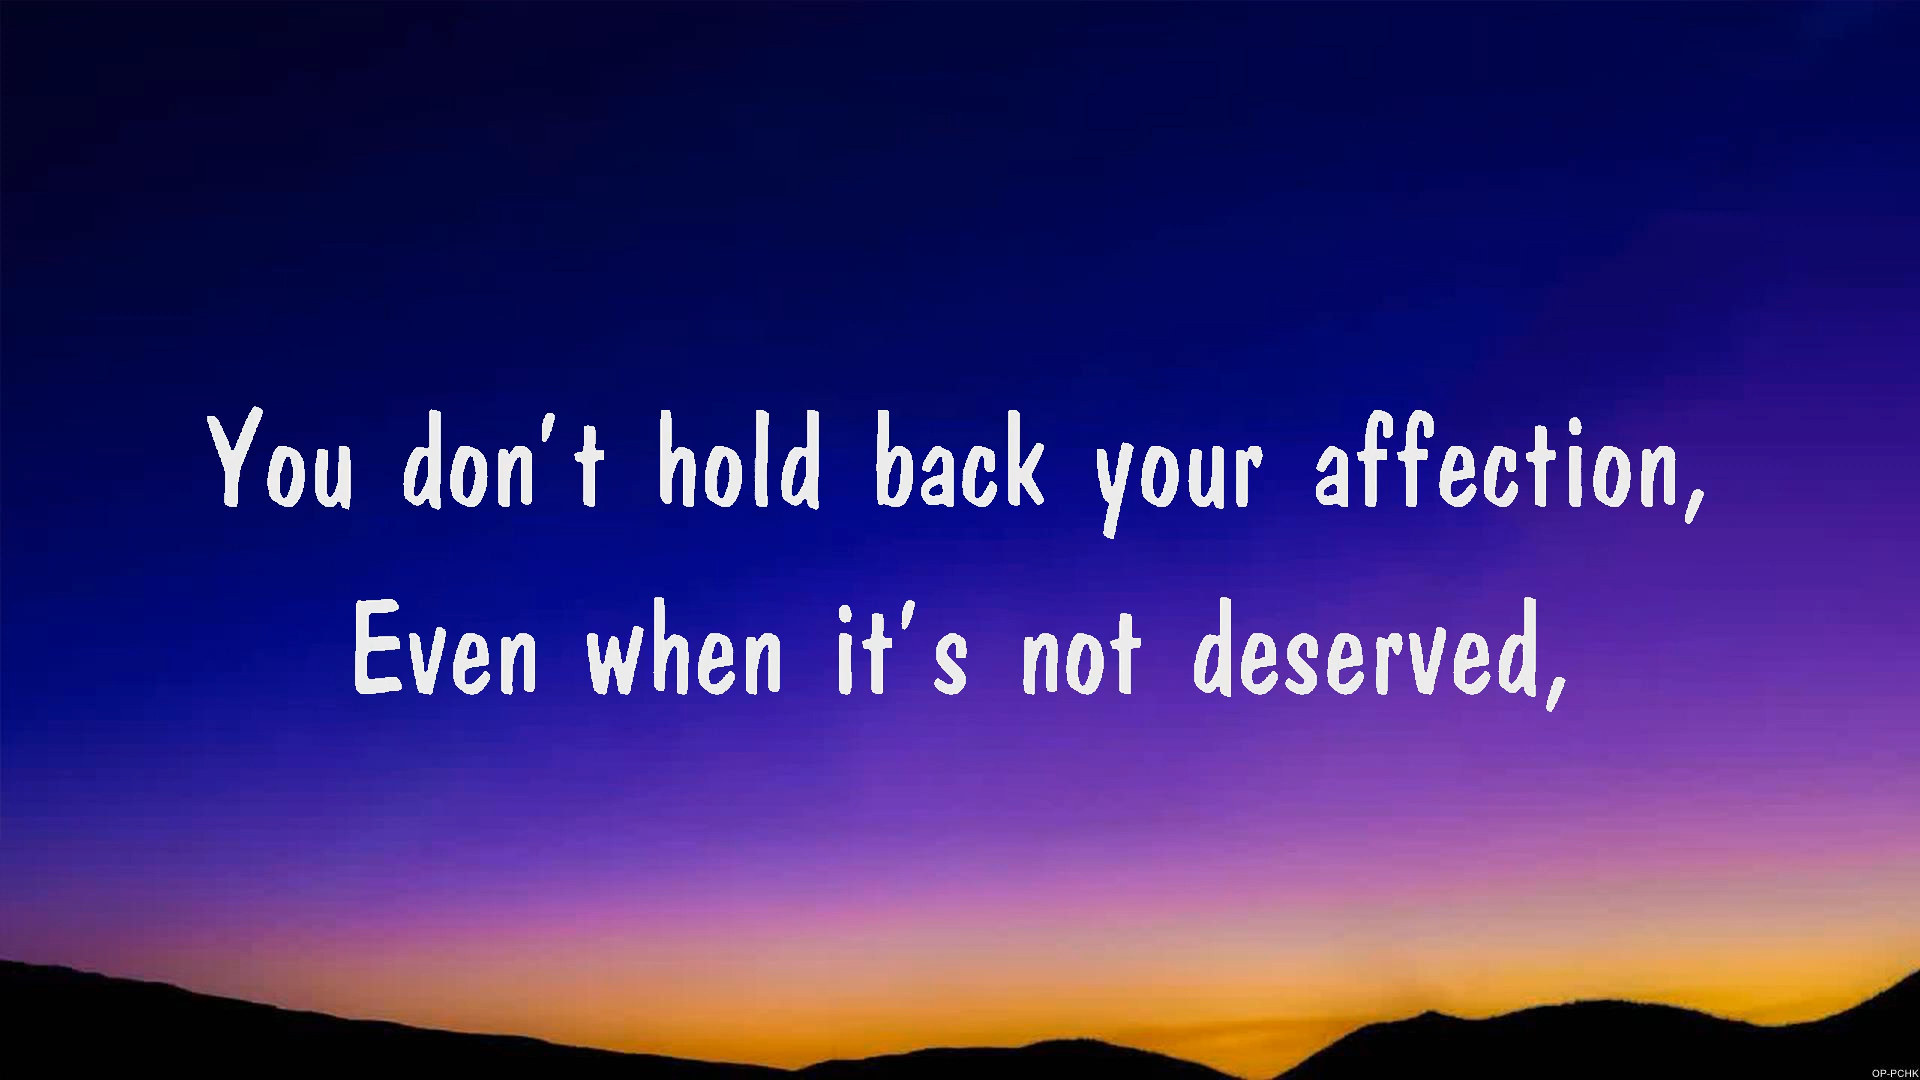 You don't hold back your affection,
Even when it's not deserved,
OP-PCHK